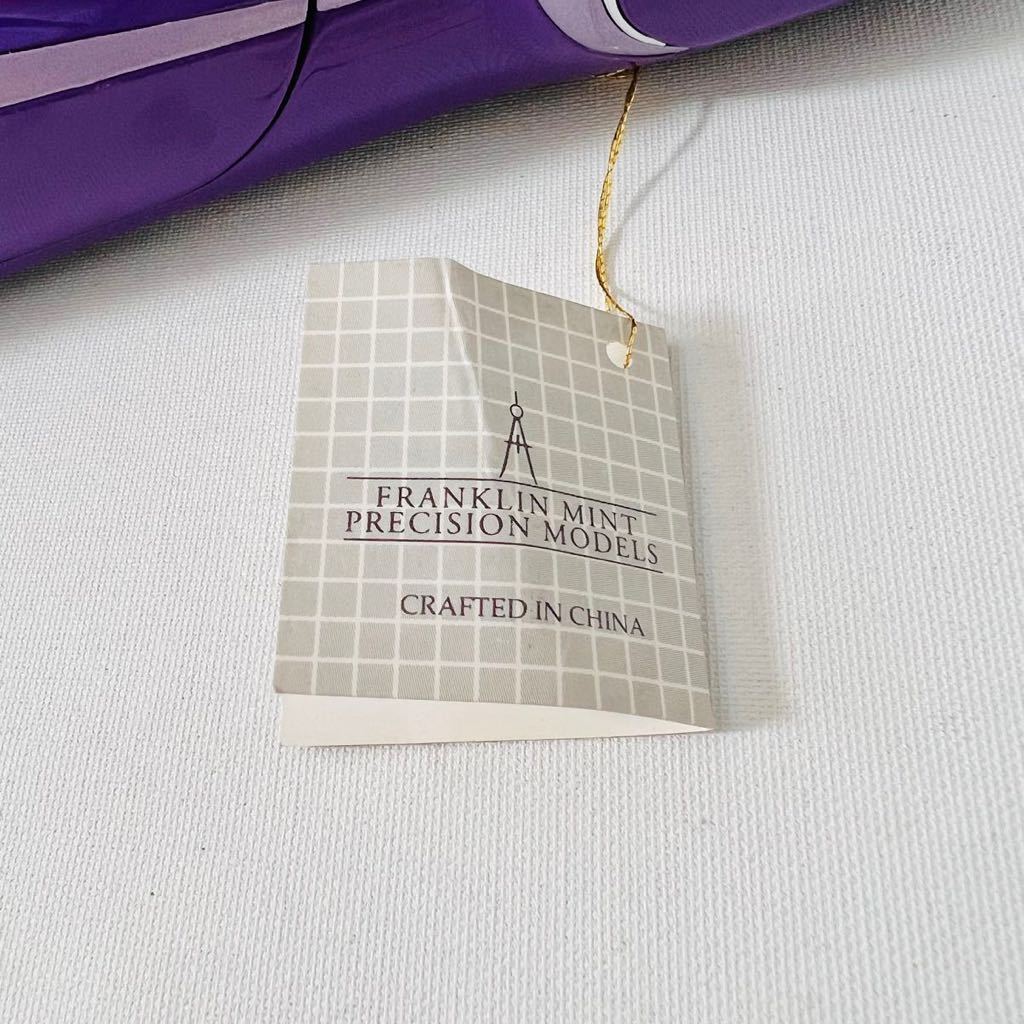 FRANKLIN MINT
PRECISION MODELS
CRAFTED IN CHINA